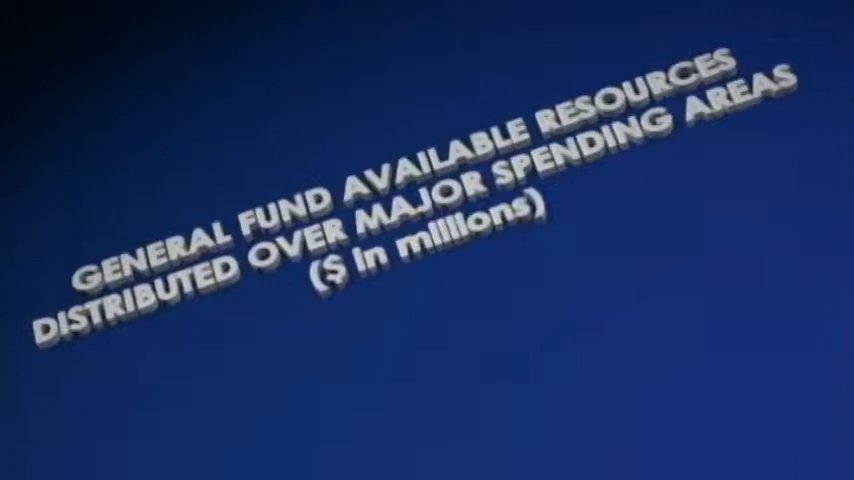 GENERAL FUND AVAILABLE RESOURCES
DISTRIBUTED OVER MAJOR SPENDING AREAS
($ in millions)